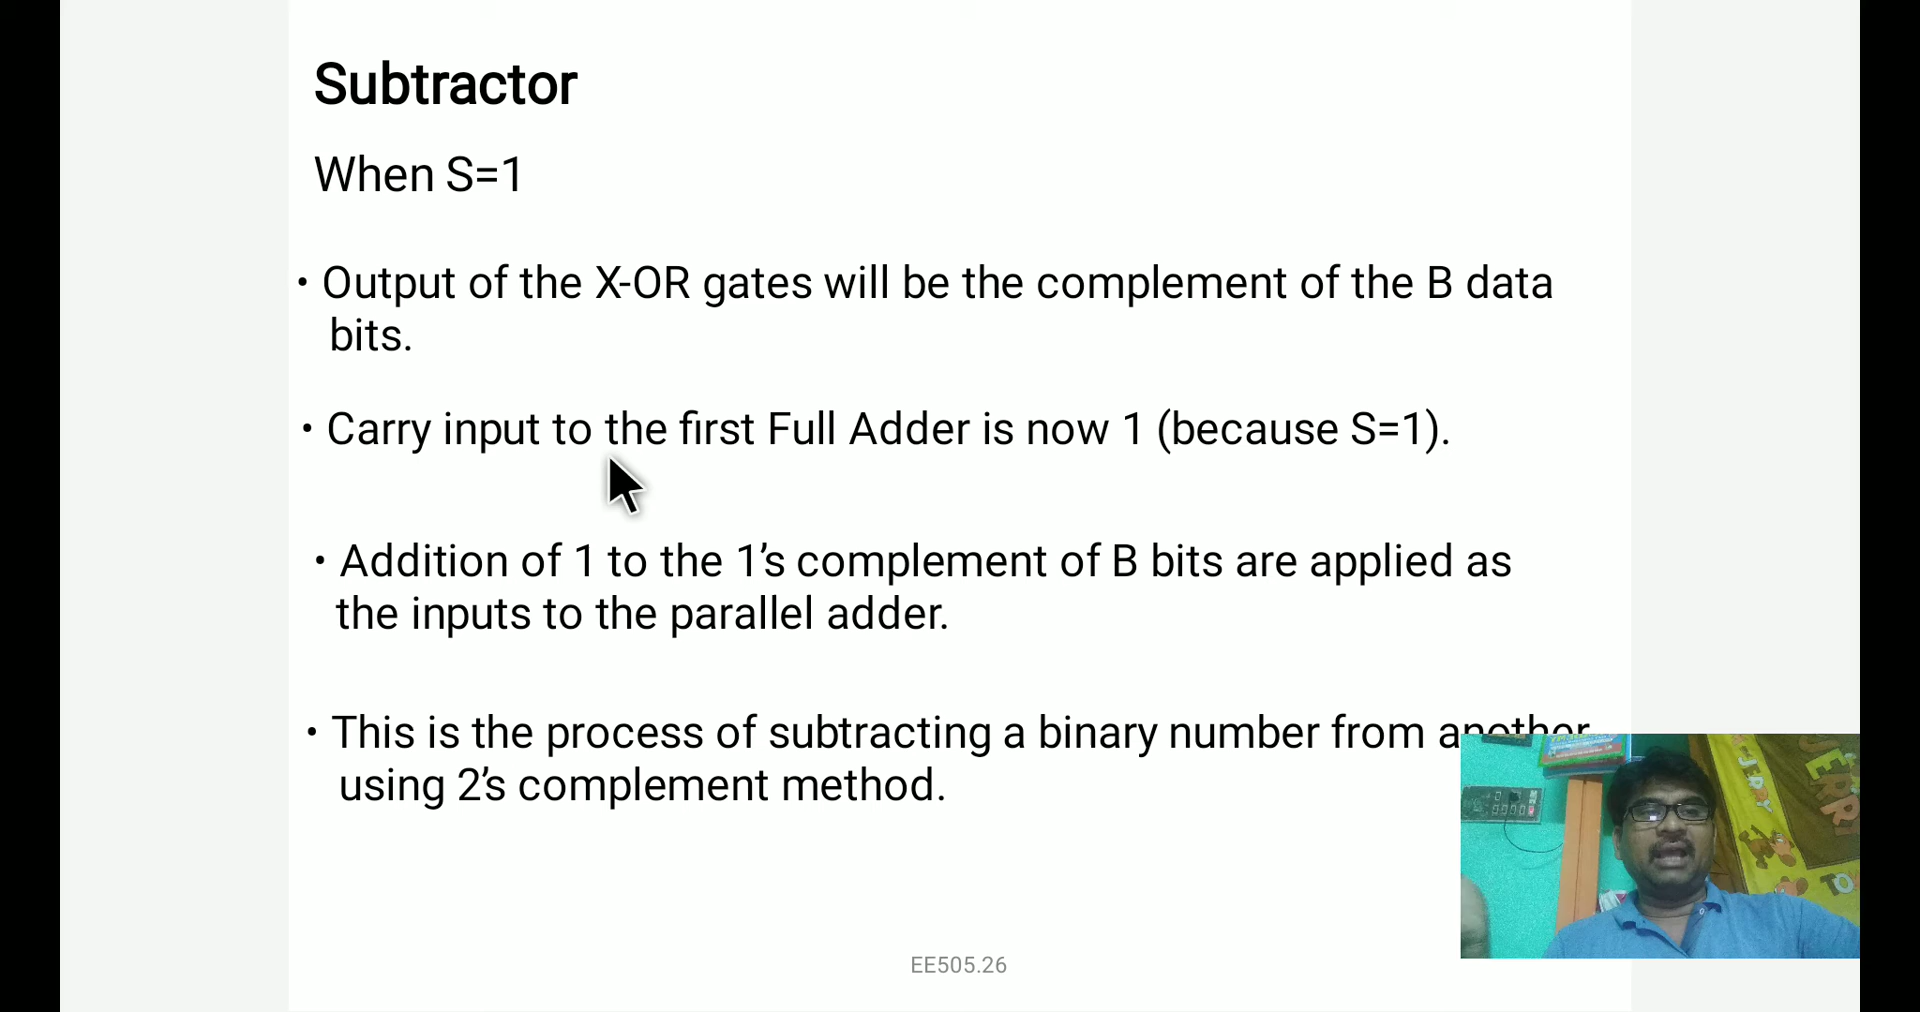 Subtractor
When S=1
• Output of the X-OR gates will be the complement of the B data
bits.
• Carry input to the first Full Adder is now 1 (because S=1).
• Addition of 1 to the 1’s complement of B bits are applied as
the inputs to the parallel adder.
• This is the process of subtracting a binary number from another
using 2’s complement method.
JERRY
EE505.26